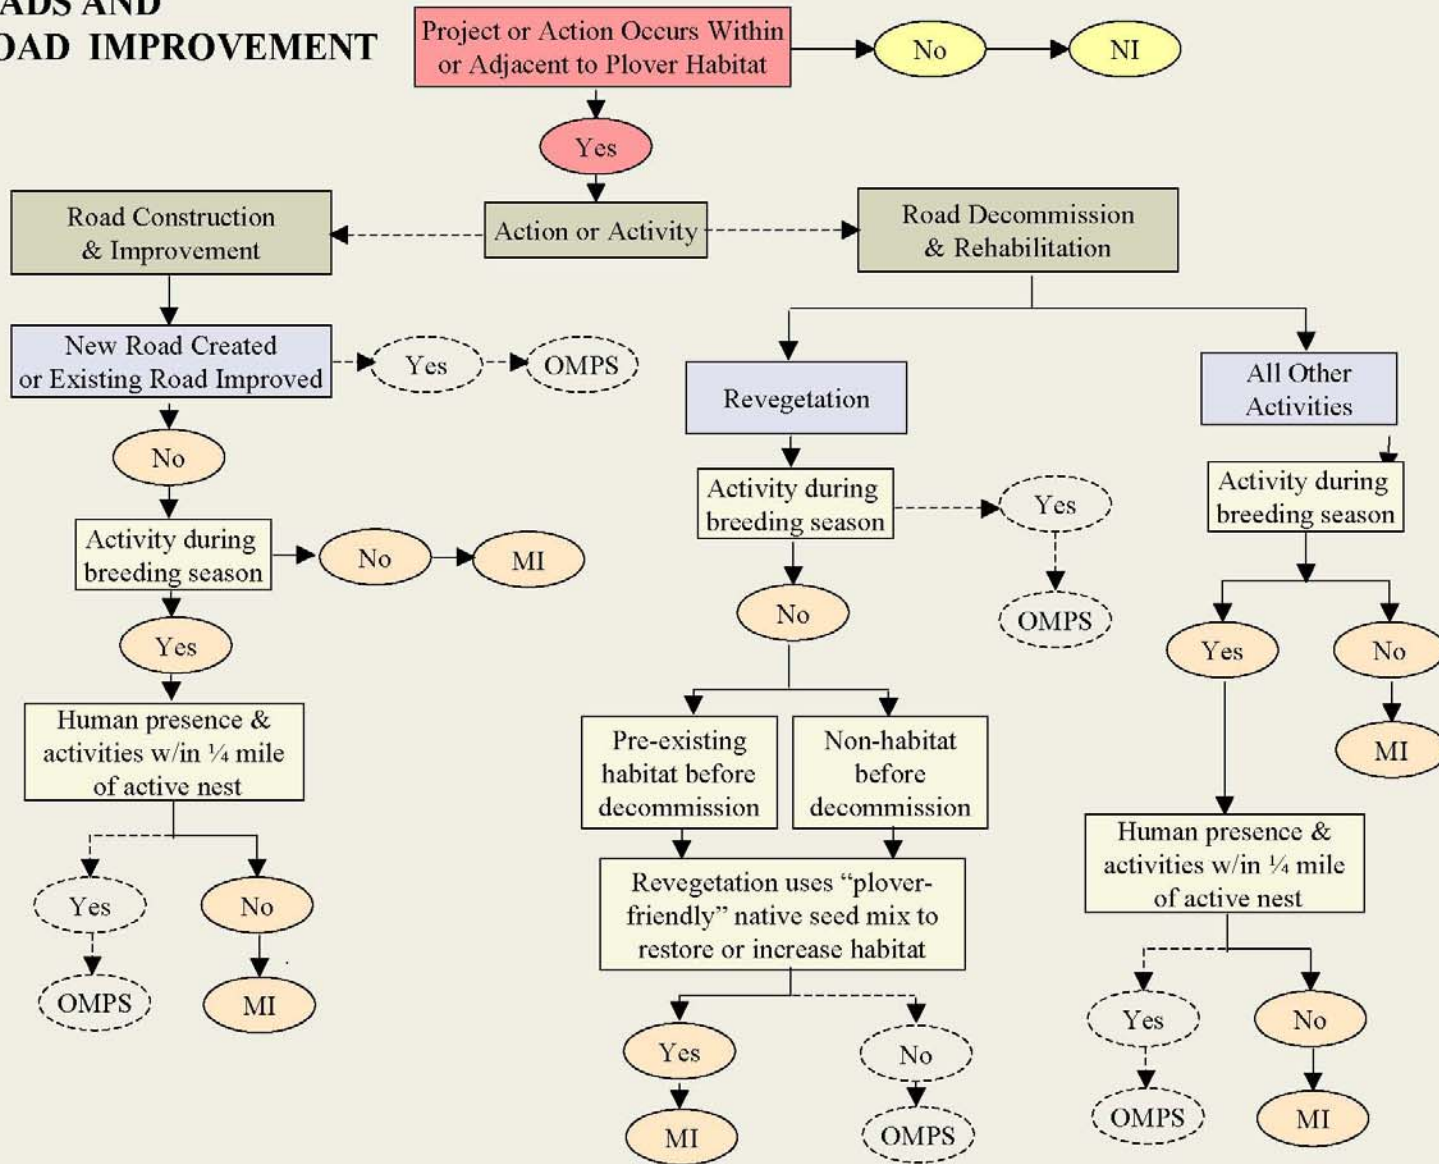 ADS AND
OAD IMPROVEMENT
Project or Action Occurs Within
or Adjacent to Plover Habitat
No
NI
Yes
Road Construction
& Improvement
Action or Activity
Road Decommission
& Rehabilitation
New Road Created
or Existing Road Improved
Yes
OMPS
No
Activity during
breeding season
No
MI
Yes
Human presence &
activities w/in ¼ mile
of active nest
Yes
No
OMPS
MI
Revegetation
Activity during
breeding season
Yes
OMPS
No
Pre-existing
habitat before
decommission
Non-habitat
before
decommission
Revegetation uses “plover-
friendly” native seed mix to
restore or increase habitat
Yes
No
MI
OMPS
All Other
Activities
Activity during
breeding season
Yes
No
MI
Human presence &
activities w/in ¼ mile
of active nest
Yes
No
OMPS
MI